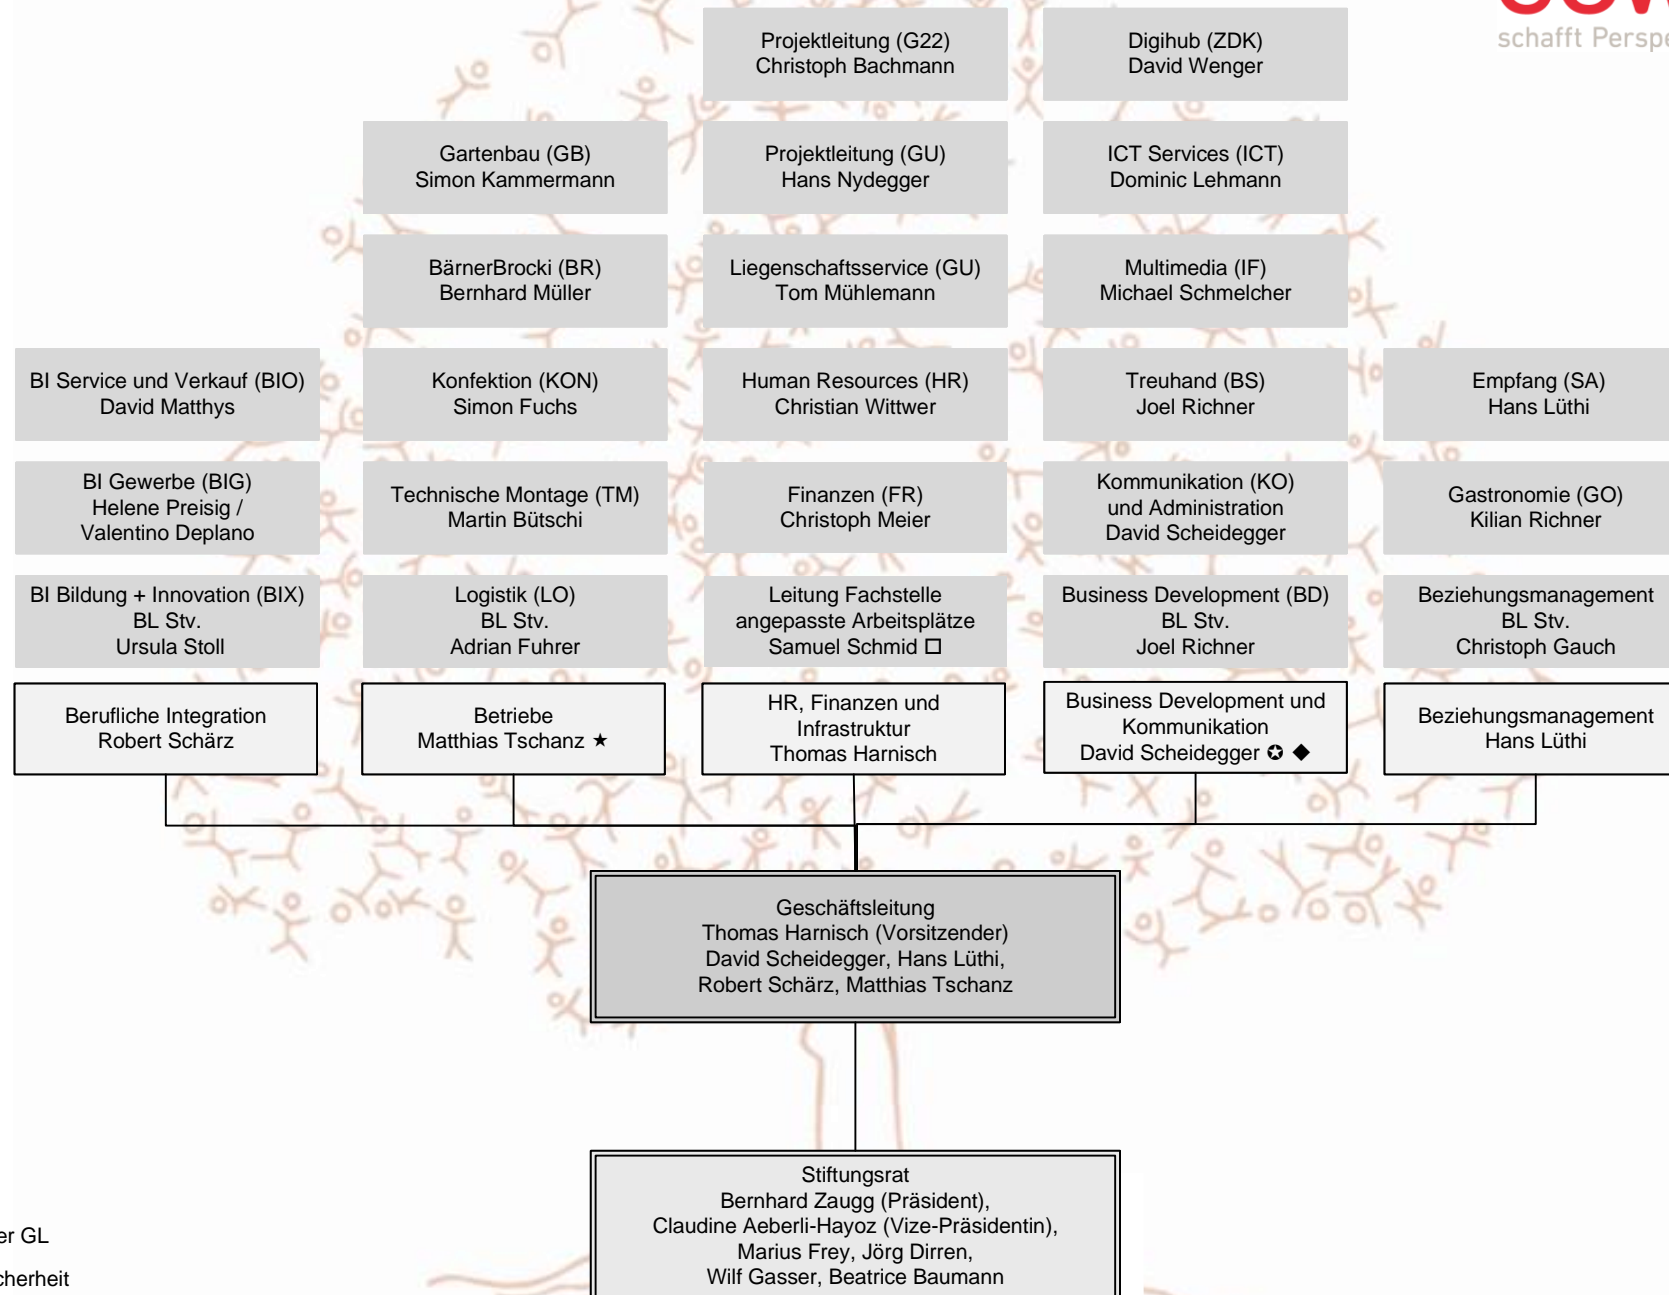 schafft
Projektleitung (G22)
Christoph Bachmann
Digihub (ZDK)
David Wenger
Gartenbau (GB)
Simon Kammermann
Projektleitung (GU)
Hans Nydegger
ICT Services (ICT)
Dominic Lehmann
BärnerBrocki (BR)
Bernhard Müller
Liegenschaftsservice (GU)
Tom Mühlemann
Multimedia (IF)
Michael Schmelcher
BI Service und Verkauf (BIO)
David Matthys
Konfektion (KON)
Simon Fuchs
Human Resources (HR)
Christian Wittwer
Treuhand (BS)
Joel Richner
Empfang (SA)
Hans Lüthi
BI Gewerbe (BIG)
Helene Preisig /
Valentino Deplano
Technische Montage (TM)
Martin Bütschi
Finanzen (FR)
Christoph Meier
Kommunikation (KO)
und Administration
David Scheidegger
Gastronomie (GO)
Kilian Richner
BI Bildung + Innovation (BIX)
BL Stv.
Ursula Stoll
Logistik (LO)
BL Stv.
Adrian Fuhrer
Leitung Fachstelle
angepasste Arbeitsplätze
Samuel Schmid ☐
Business Development (BD)
BL Stv.
Joel Richner
Beziehungsmanagement
BL Stv.
Christoph Gauch
Berufliche Integration
Robert Schärz
Betriebe
Matthias Tschanz ★
HR, Finanzen und
Infrastruktur
Thomas Harnisch
Business Development und
Kommunikation
David Scheidegger ✪ ◆
Beziehungsmanagement
Hans Lüthi
Geschäftsleitung
Thomas Harnisch (Vorsitzender)
David Scheidegger, Hans Lüthi,
Robert Schärz, Matthias Tschanz
Stiftungsrat
Bernhard Zaugg (Präsident),
Claudine Aeberli-Hayoz (Vize-Präsidentin),
Marius Frey, Jörg Dirren,
Wilf Gasser, Beatrice Baumann
er GL
cherheit